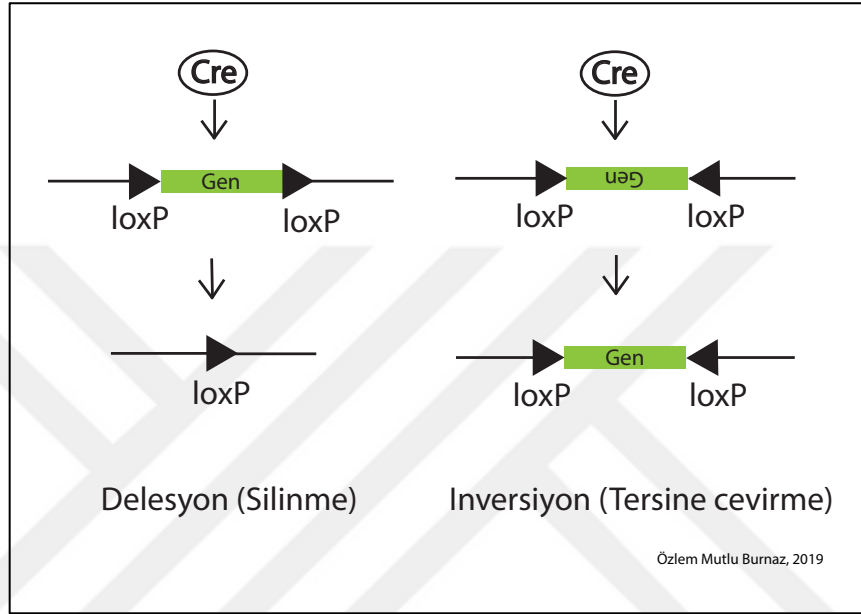 Cre
Gen
loxP loxP
loxP
Delesyon (Silinme)
Cre
Gen
loxP loxP
Gen
loxP loxP
Inversiyon (Tersine cevirme)
Özlem Mutlu Burnaz, 2019